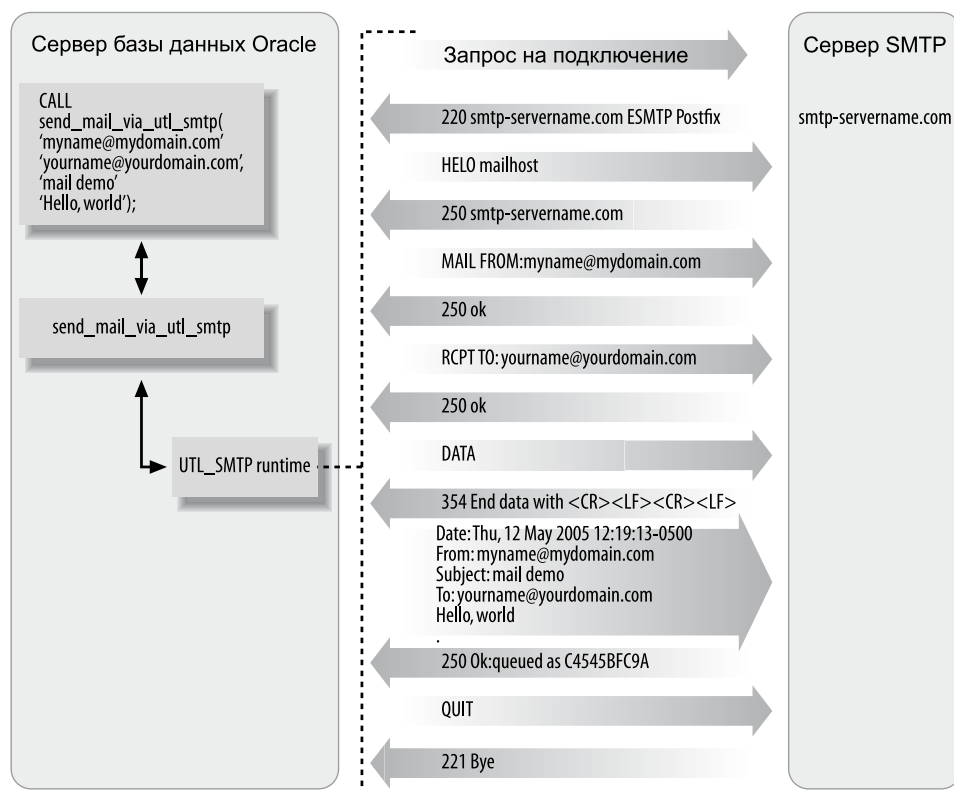 Сервер базы данных Oracle
CALL
send_mail_via_utl_smtp(
‘myname@mydomain.com’
‘yourname@yourdomain.com’,
‘mail demo’
‘Hello, world’);
send_mail_via_utl_smtp
UTL_SMTP runtime
Запрос на подключение
220 smtp-servername.com ESMTP Postfix
HELO mailhost
250 smtp-servername.com
MAIL FROM:myname@mydomain.com
250 ok
RCPT TO: yourname@yourdomain.com
250 ok
DATA
354 End data with <CR><LF><CR><LF>
Date: Thu, 12 May 2005 12:19:13-0500
From: myname@mydomain.com
Subject: mail demo
To: yourname@yourdomain.com
Hello, world
.
250 Ok:queued as C4545BFC9A
QUIT
221 Bye
Сервер SMTP
smtp-servername.com